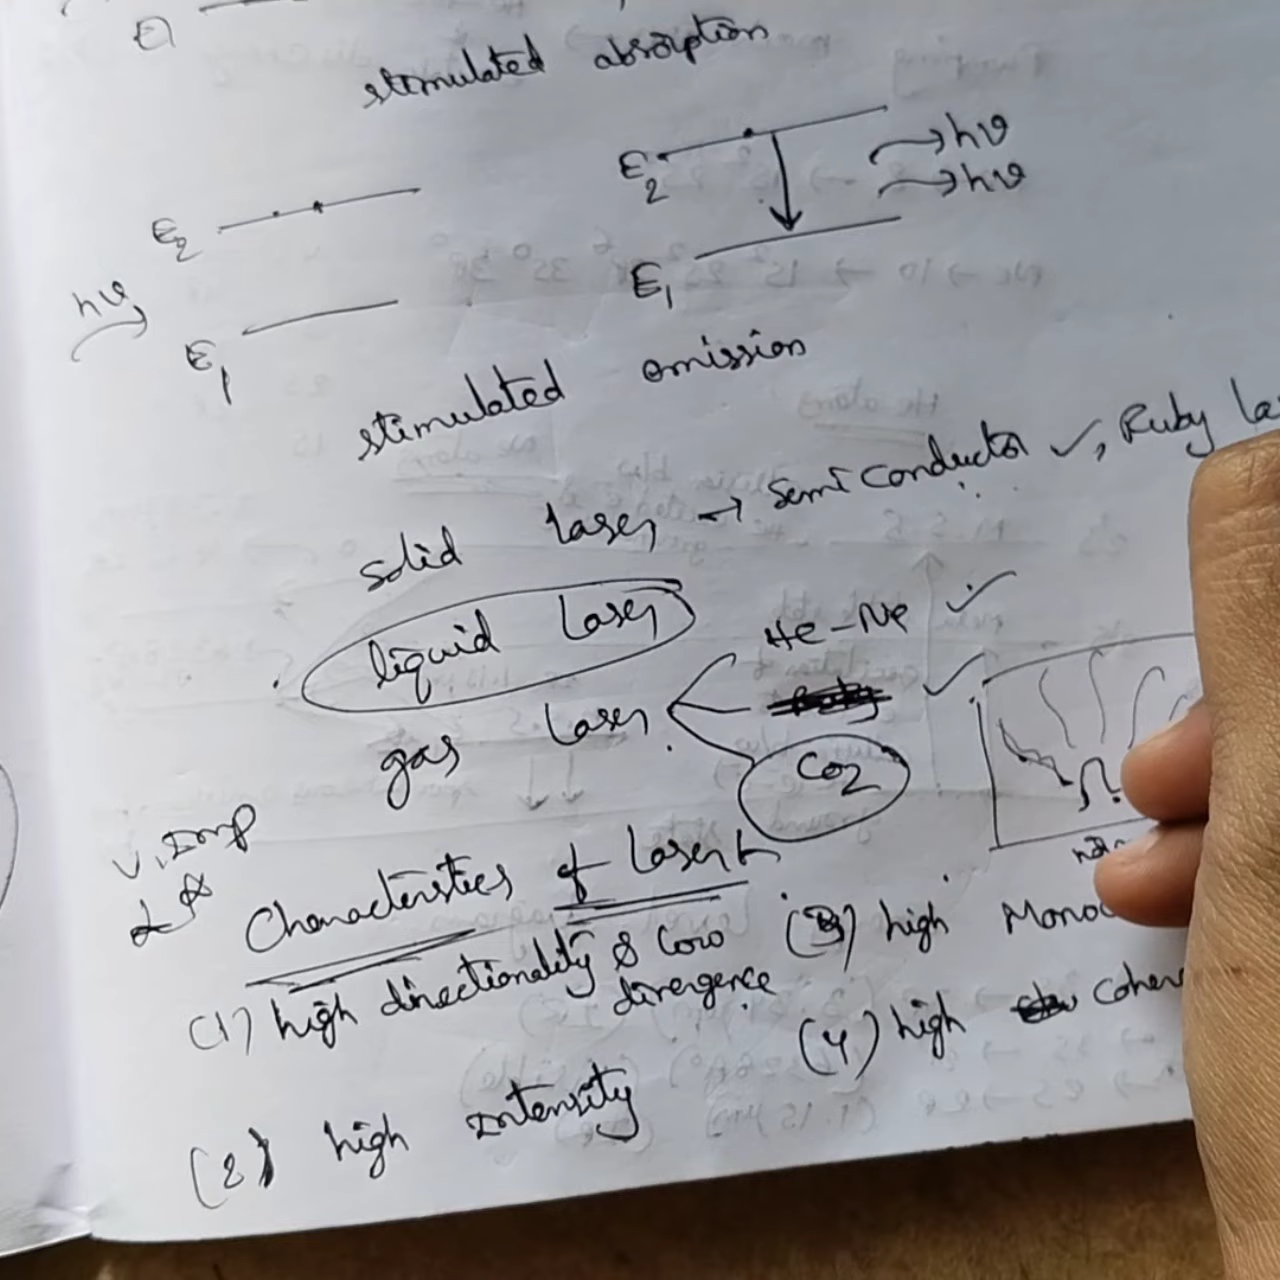 E1
stimulated absorption
E2
hν
E1
E2
E1
→hν
→hν
stimulated emission
solid laser → Semi Conductor ✓, Ruby la
liquid laser
gas laser
He-Ne ✓
CO2
V. Imp
Characteristics of laser
(1) high directionality & low divergence
(2) high Intensity
(3) high Mono
(4) high Coher